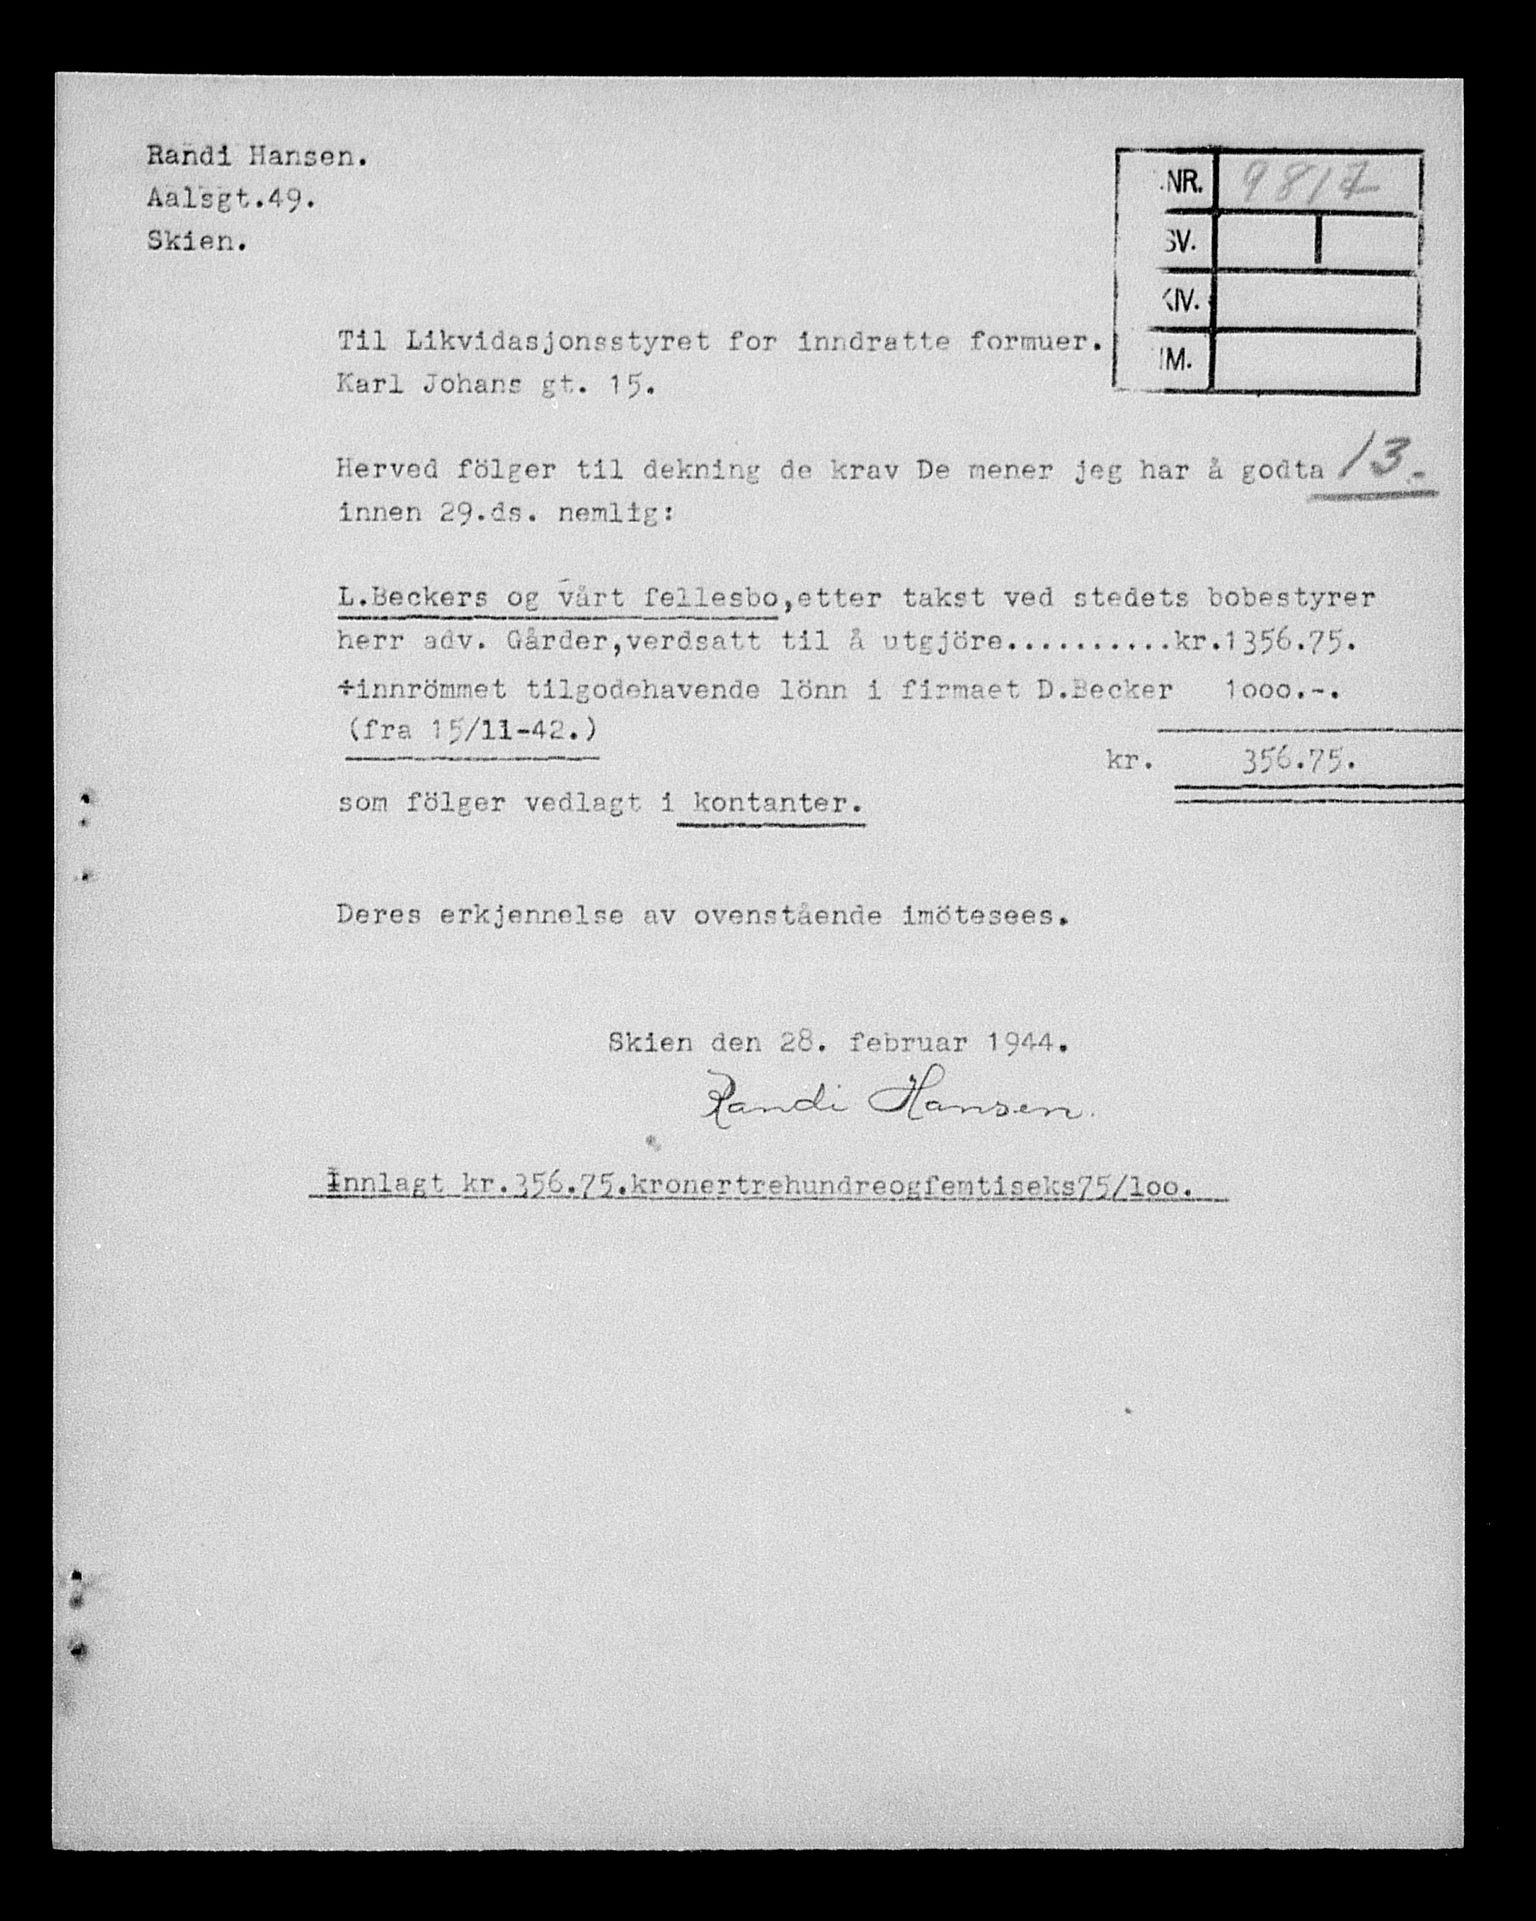 Randi Hansen.
Aalsgt.49.
Skien.
NR. 9817
SV.
KIV.
M.
Til Likvidasjonsstyret for inndratte formuer.
Karl Johans gt. 15.
13.
Herved fölger til dekning de krav De mener jeg har å godta
innen 29.ds. nemlig:
L.Beckers og vårt fellesbo,etter takst ved stedets bobestyrer
herr adv. Gårder,verdsatt til å utgjöre..........kr.1356.75.
÷innrömmet tilgodehavende lönn i firmaet D.Becker 1ooo.-.
(fra 15/11-42.)
kr. 356.75.
som fölger vedlagt i kontanter.
Deres erkjennelse av ovenstående imötesees.
Skien den 28. februar 1944.
Randi Hansen.
Innlagt kr.356.75.kronertrehundreogfemtiseks75/1oo.